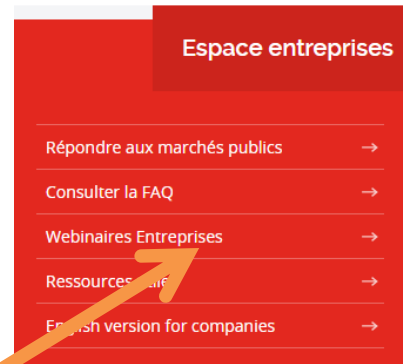 Espace entreprises
Répondre aux marchés publics →
Consulter la FAQ →
Webinaires Entreprises →
Ressources →
version for companies →